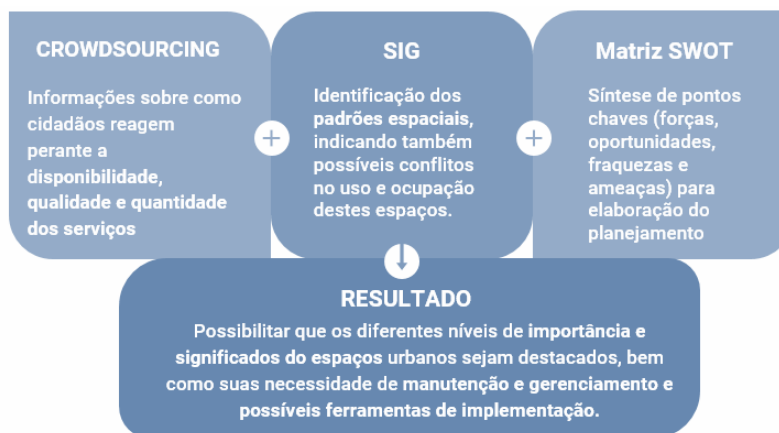 CROWDSOURCING
Informações sobre como
cidadãos reagem
perante a
disponibilidade,
qualidade e quantidade
dos serviços
SIG
Identificação dos
padrões espaciais,
indicando também
possíveis conflitos
no uso e ocupação
destes espaços.
Matriz SWOT
Síntese de pontos
chaves (forças,
oportunidades,
fraquezas e
ameaças) para
elaboração do
planejamento
RESULTADO
Possibilitar que os diferentes níveis de importância e
significados do espaços urbanos sejam destacados, bem
como suas necessidade de manutenção e gerenciamento e
possíveis ferramentas de implementação.